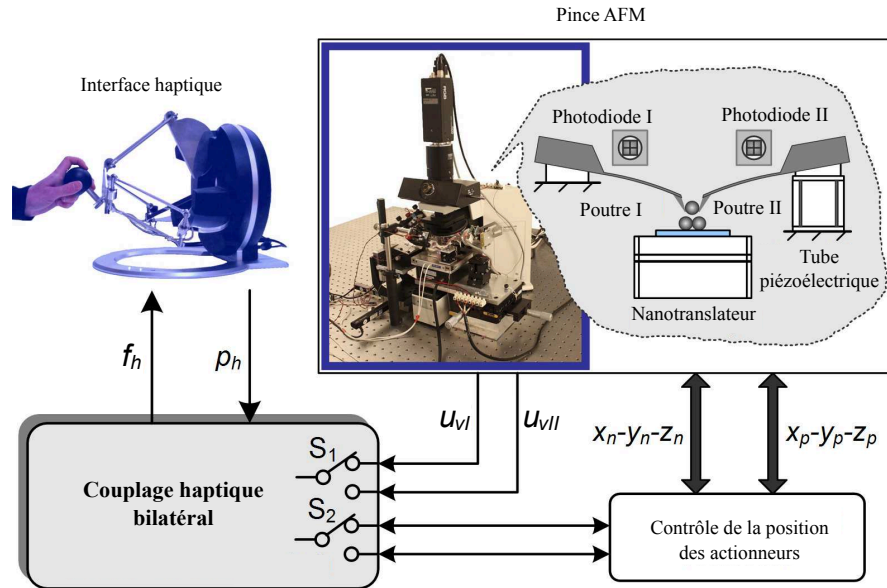 Pince AFM
Interface haptique
Photodiode I
Photodiode II
Poutre I
Poutre II
Tube
piézoélectrique
Nanotranslateur
f_h
p_h
u_vI
u_vII
x_n-y_n-z_n
x_p-y_p-z_p
S_1
Couplage haptique
bilatéral
S_2
Contrôle de la position
des actionneurs